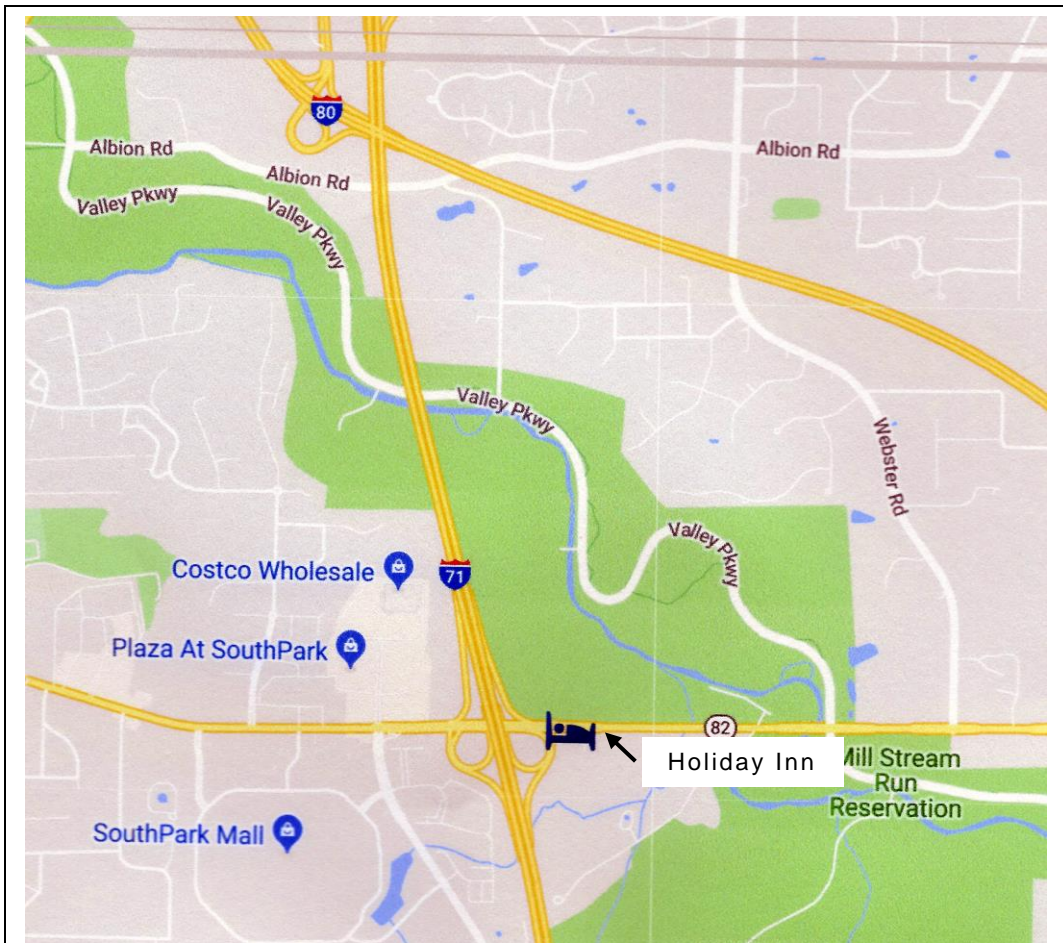 80
Albion Rd
Albion Rd
Albion Rd
Valley Pkwy
Valley Pkwy
Valley Pkwy
Webster Rd
Valley Pkwy
Costco Wholesale
71
Plaza At SouthPark
82
Holiday Inn
Mill Stream
Run
Reservation
SouthPark Mall